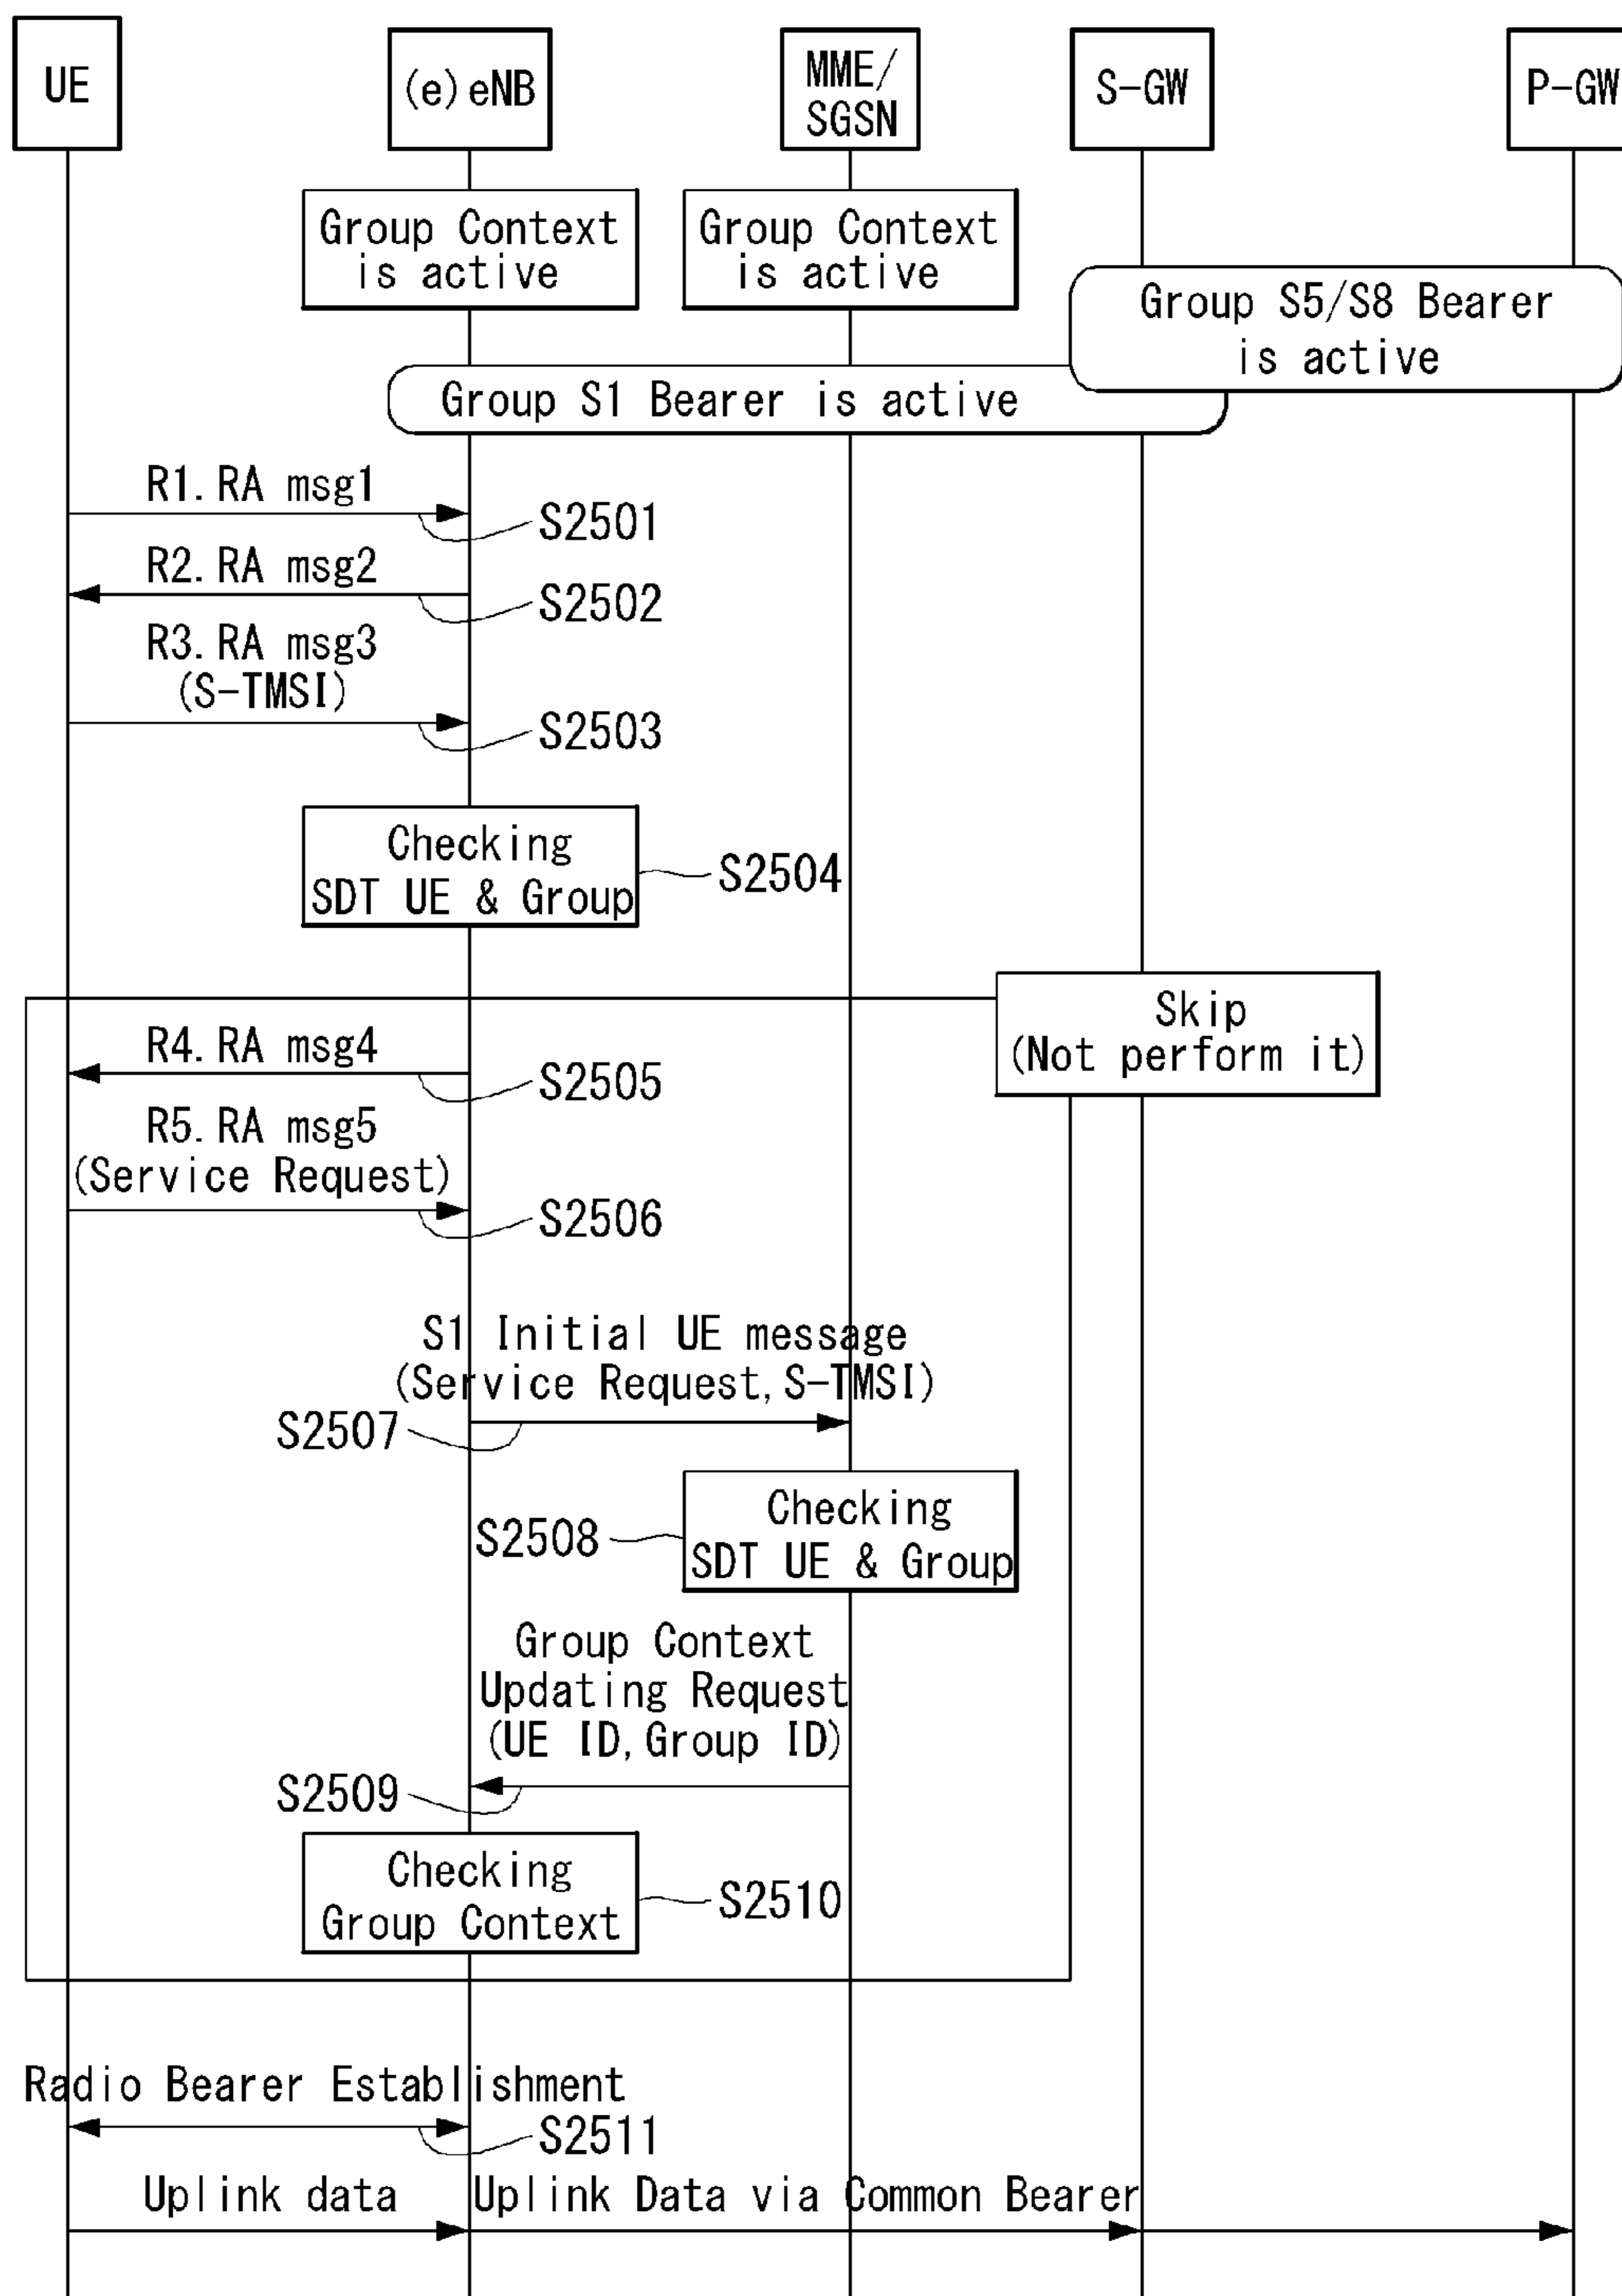 UE
(e)eNB
MME/
SGSN
S-GW
P-GW
Group Context
is active
Group Context
is active
Group S5/S8 Bearer
is active
Group S1 Bearer is active
R1.RA msg1
S2501
R2.RA msg2
S2502
R3.RA msg3
(S-TMSI)
S2503
Checking
SDT UE & Group
S2504
Skip
(Not perform it)
R4.RA msg4
S2505
R5.RA msg5
(Service Request)
S2506
S1 Initial UE message
(Service Request,S-TMSI)
S2507
Checking
SDT UE & Group
S2508
Group Context
Updating Request
(UE ID,Group ID)
S2509
Checking
Group Context
S2510
Radio Bearer Establishment
S2511
Uplink data
Uplink Data via Common Bearer